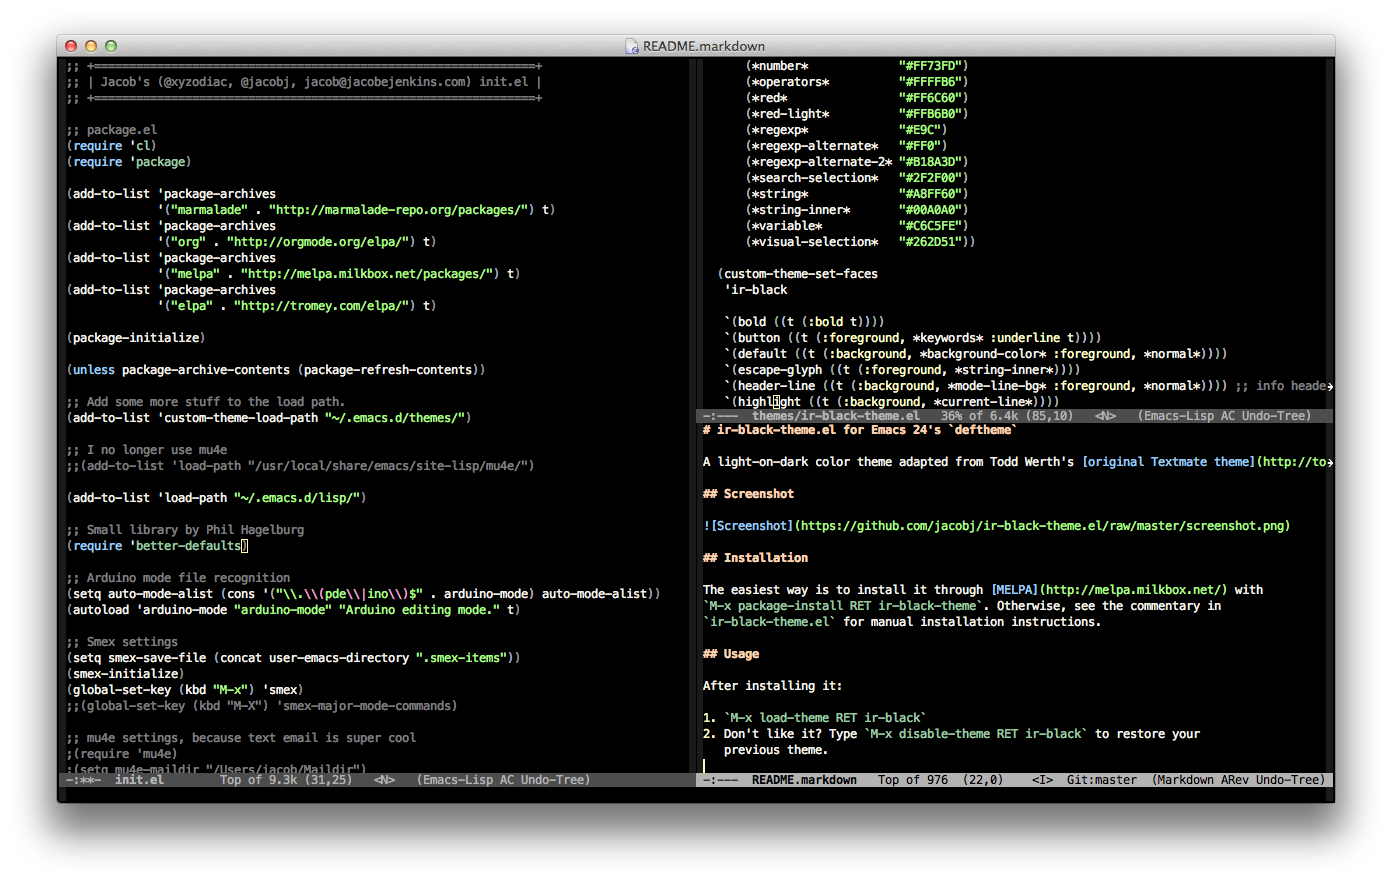 README.markdown
;; +===============================================================+
;; | Jacob's (@xyzodiac, @jacobj, jacob@jacobejenkins.com) init.el |
;; +===============================================================+
;; package.el
(require 'cl)
(require 'package)
(add-to-list 'package-archives
'("marmalade" . "http://marmalade-repo.org/packages/") t)
(add-to-list 'package-archives
'("org" . "http://orgmode.org/elpa/") t)
(add-to-list 'package-archives
'("melpa" . "http://melpa.milkbox.net/packages/") t)
(add-to-list 'package-archives
'("elpa" . "http://tromey.com/elpa/") t)
(package-initialize)
(unless package-archive-contents (package-refresh-contents))
;; Add some more stuff to the load path.
(add-to-list 'custom-theme-load-path "~/.emacs.d/themes/")
;; I no longer use mu4e
;;(add-to-list 'load-path "/usr/local/share/emacs/site-lisp/mu4e/")
(add-to-list 'load-path "~/.emacs.d/lisp/")
;; Small library by Phil Hagelburg
(require 'better-defaults)
;; Arduino mode file recognition
(setq auto-mode-alist (cons '("\\.\\(pde\\|ino\\)$" . arduino-mode) auto-mode-alist))
(autoload 'arduino-mode "arduino-mode" "Arduino editing mode." t)
;; Smex settings
(setq smex-save-file (concat user-emacs-directory ".smex-items"))
(smex-initialize)
(global-set-key (kbd "M-x") 'smex)
;;(global-set-key (kbd "M-X") 'smex-major-mode-commands)
;; mu4e settings, because text email is super cool
;(require 'mu4e)
;(setq mu4e-maildir "/Users/jacob/Maildir")
-:**-  init.el        Top of 9.3k (31,25)   <N>   (Emacs-Lisp AC Undo-Tree)
(*number*             "#FF73FD")
(*operators*          "#FFFFB6")
(*red*                "#FF6C60")
(*red-light*          "#FFB6B0")
(*regexp*             "#E9C")
(*regexp-alternate*   "#FF0")
(*regexp-alternate-2* "#B18A3D")
(*search-selection*   "#2F2F00")
(*string*             "#A8FF60")
(*string-inner*       "#00A0A0")
(*variable*           "#C6C5FE")
(*visual-selection*   "#262D51"))
(custom-theme-set-faces
'ir-black
`(bold ((t (:bold t))))
`(button ((t (:foreground, *keywords* :underline t))))
`(default ((t (:background, *background-color* :foreground, *normal*))))
`(escape-glyph ((t (:foreground, *string-inner*))))
`(header-line ((t (:background, *mode-line-bg* :foreground, *normal*)))) ;; info heade
`(highlight ((t (:background, *current-line*))))
-:---  themes/ir-black-theme.el   36% of 6.4k (85,10)   <N>   (Emacs-Lisp AC Undo-Tree)
# ir-black-theme.el for Emacs 24's `deftheme`
A light-on-dark color theme adapted from Todd Werth's [original Textmate theme](http://to
## Screenshot
![Screenshot](https://github.com/jacobj/ir-black-theme.el/raw/master/screenshot.png)
## Installation
The easiest way is to install it through [MELPA](http://melpa.milkbox.net/) with
`M-x package-install RET ir-black-theme`. Otherwise, see the commentary in
`ir-black-theme.el` for manual installation instructions.
## Usage
After installing it:
1. `M-x load-theme RET ir-black`
2. Don't like it? Type `M-x disable-theme RET ir-black` to restore your
previous theme.
-:---  README.markdown   Top of 976  (22,0)    <I>  Git:master  (Markdown ARev Undo-Tree)